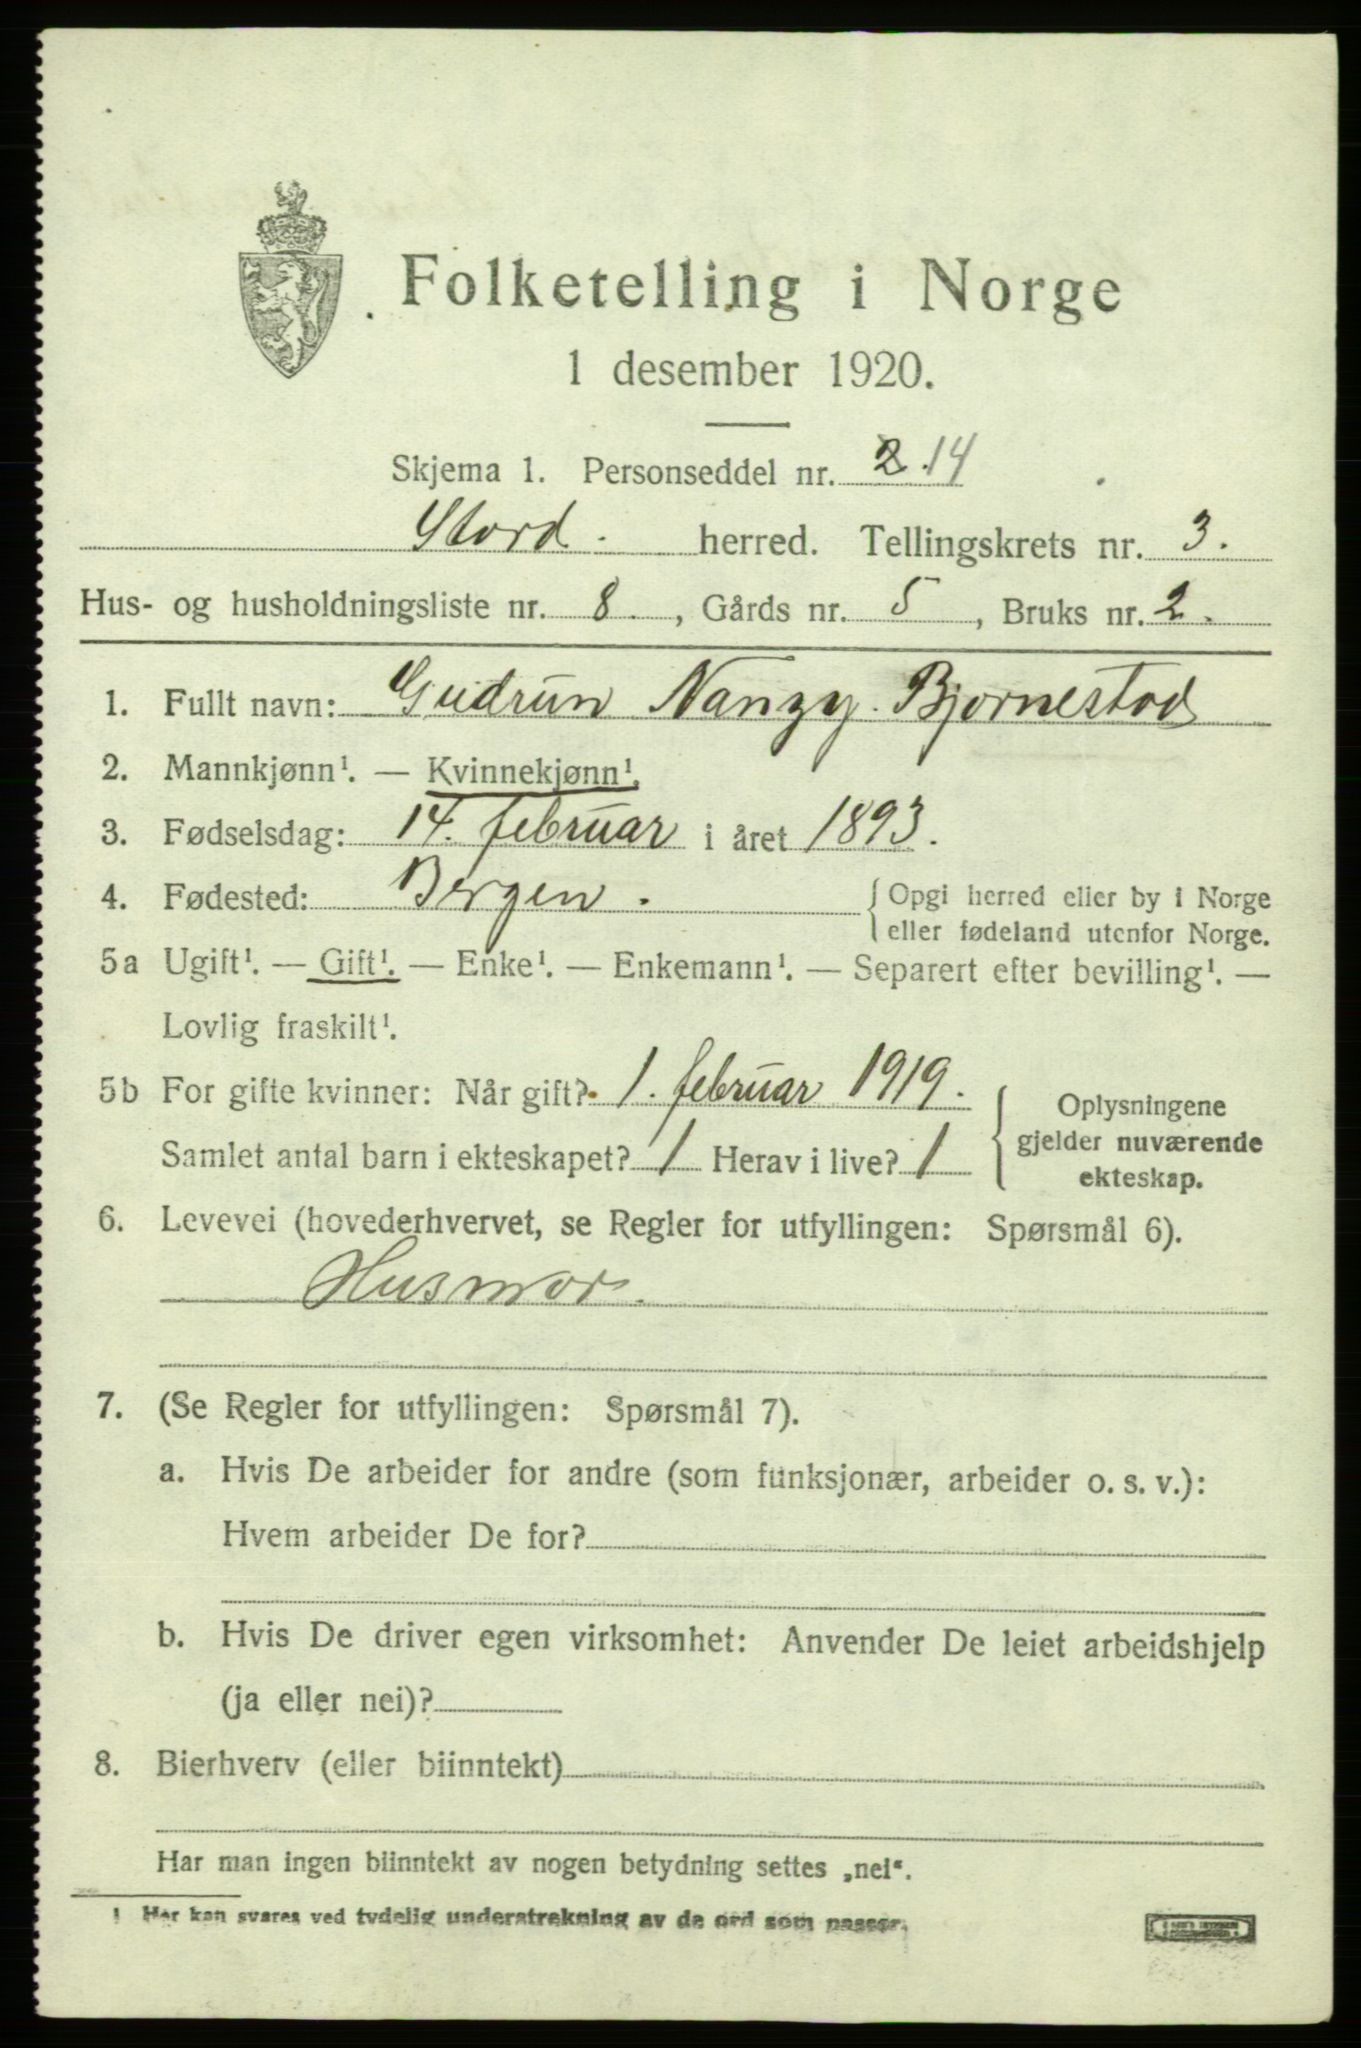 Folketelling i Norge
1 desember 1920.
Skjema 1. Personseddel nr. 2. 14
Stord. herred. Tellingskrets nr. 3.
Hus- og husholdningsliste nr. 8., Gårds nr. 5, Bruks nr. 2.
1. Fullt navn: Gudrun Nanzy Bjornestad
2. Mannkjønn¹. — Kvinnekjønn¹.
3. Fødselsdag: 14. februar i året 1893.
4. Fødested: Bergen. { Opgi herred eller by i Norge
eller fødeland utenfor Norge.
5a Ugift¹. — Gift¹. — Enke¹. — Enkemann¹. — Separert efter bevilling¹. —
Lovlig fraskilt¹.
5b For gifte kvinner: Når gift? 1. februar 1919.
Samlet antal barn i ekteskapet? 1 Herav i live? 1
{ Oplysningene
gjelder nuværende
ekteskap.
6. Levevei (hovederhvervet, se Regler for utfyllingen: Spørsmål 6).
Husmor.
7. (Se Regler for utfyllingen: Spørsmål 7).
a. Hvis De arbeider for andre (som funksjonær, arbeider o. s. v.):
Hvem arbeider De for?
b. Hvis De driver egen virksomhet: Anvender De leiet arbeidshjelp
(ja eller nei)?
8. Bierhverv (eller biinntekt)
Har man ingen biinntekt av nogen betydning settes „nei“.
1 Her kan svares ved tydelig understrekning av de ord som passer.